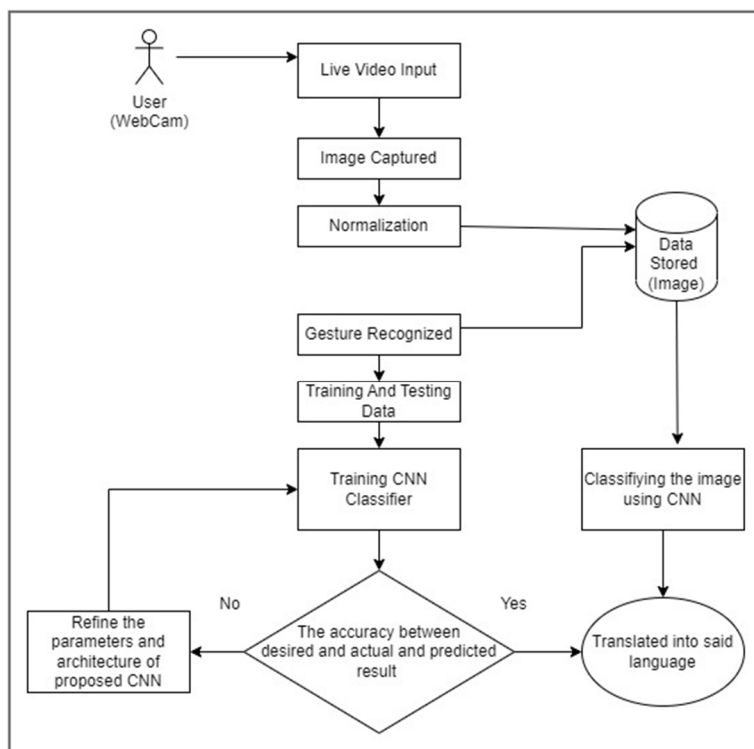 User
(WebCam)
Live Video Input
Image Captured
Normalization
Data
Stored
(Image)
Gesture Recognized
Training And Testing
Data
Training CNN
Classifier
Classifiying the image
using CNN
No
Yes
Refine the
parameters and
architecture of
proposed CNN
The accuracy between
desired and actual and predicted
result
Translated into said
language